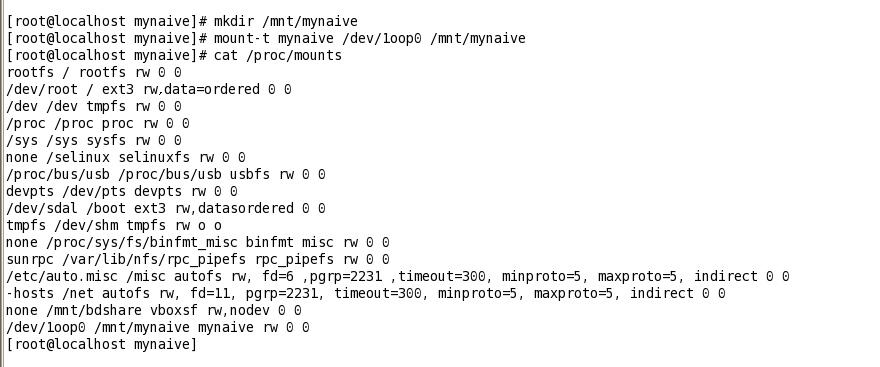 [root@localhost mynaive]# mkdir /mnt/mynaive
[root@localhost mynaive]# mount-t mynaive /dev/1oop0 /mnt/mynaive
[root@localhost mynaive]# cat /proc/mounts
rootfs / rootfs rw 0 0
/dev/root / ext3 rw,data=ordered 0 0
/dev /dev tmpfs rw 0 0
/proc /proc proc rw 0 0
/sys /sys sysfs rw 0 0
none /selinux selinuxfs rw 0 0
/proc/bus/usb /proc/bus/usb usbfs rw 0 0
devpts /dev/pts devpts rw 0 0
/dev/sdal /boot ext3 rw,datasordered 0 0
tmpfs /dev/shm tmpfs rw o o
none /proc/sys/fs/binfmt_misc binfmt misc rw 0 0
sunrpc /var/lib/nfs/rpc_pipefs rpc_pipefs rw 0 0
/etc/auto.misc /misc autofs rw, fd=6 ,pgrp=2231 ,timeout=300, minproto=5, maxproto=5, indirect 0 0
-hosts /net autofs rw, fd=11, pgrp=2231, timeout=300, minproto=5, maxproto=5, indirect 0 0
none /mnt/bdshare vboxsf rw,nodev 0 0
/dev/1oop0 /mnt/mynaive mynaive rw 0 0
[root@localhost mynaive]